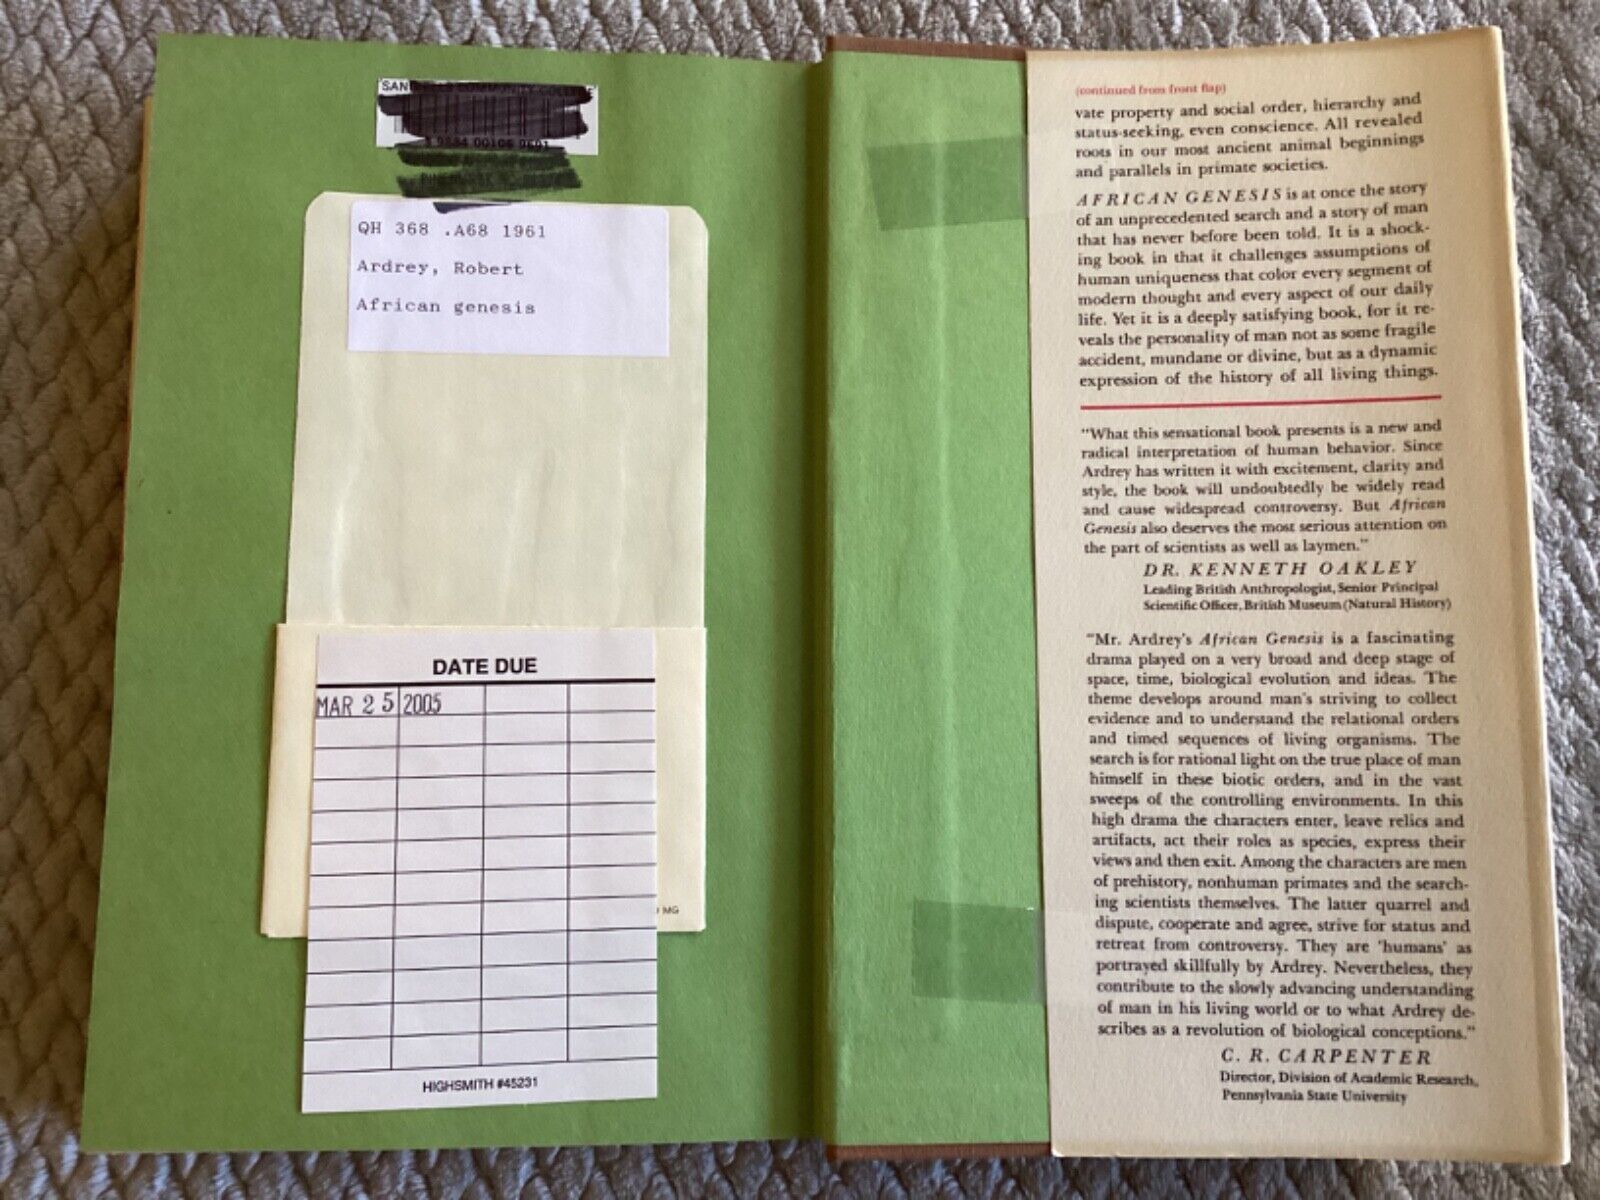 QH 368 .A68 1961
Ardrey, Robert
African genesis
DATE DUE
MAR 25 2005
MG
HIGHSMITH #45231
(continued from front flap)
vate property and social order, hierarchy and
status-seeking, even conscience. All revealed
roots in our most ancient animal beginnings
and parallels in primate societies.
AFRICAN GENESIS is at once the story
of an unprecedented search and a story of man
that has never before been told. It is a shock-
ing book in that it challenges assumptions of
human uniqueness that color every segment of
modern thought and every aspect of our daily
life. Yet it is a deeply satisfying book, for it re-
veals the personality of man not as some fragile
accident, mundane or divine, but as a dynamic
expression of the history of all living things.
"What this sensational book presents is a new and
radical interpretation of human behavior. Since
Ardrey has written it with excitement, clarity and
style, the book will undoubtedly be widely read
and cause widespread controversy. But African
Genesis also deserves the most serious attention on
the part of scientists as well as laymen."
DR. KENNETH OAKLEY
Leading British Anthropologist, Senior Principal
Scientific Officer, British Museum (Natural History)
"Mr. Ardrey's African Genesis is a fascinating
drama played on a very broad and deep stage of
space, time, biological evolution and ideas. The
theme develops around man's striving to collect
evidence and to understand the relational orders
and timed sequences of living organisms. The
search is for rational light on the true place of man
himself in these biotic orders, and in the vast
sweeps of the controlling environments. In this
high drama the characters enter, leave relics and
artifacts, act their roles as species, express their
views and then exit. Among the characters are men
of prehistory, nonhuman primates and the search-
ing scientists themselves. The latter quarrel and
dispute, cooperate and agree, strive for status and
retreat from controversy. They are 'humans' as
portrayed skillfully by Ardrey. Nevertheless, they
contribute to the slowly advancing understanding
of man in his living world or to what Ardrey de-
scribes as a revolution of biological conceptions."
C. R. CARPENTER
Director, Division of Academic Research,
Pennsylvania State University